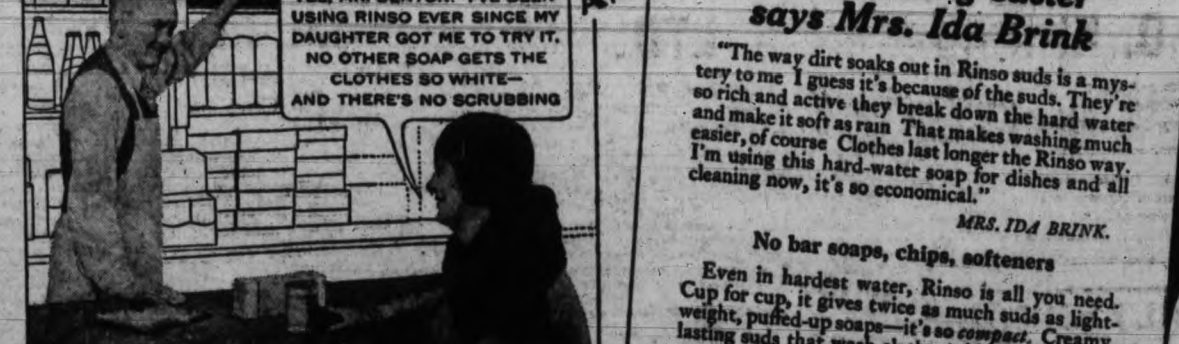 USING RINSO EVER SINCE MY
DAUGHTER GOT ME TO TRY IT.
NO OTHER SOAP GETS THE
CLOTHES SO WHITE—
AND THERE'S NO SCRUBBING
says Mrs. Ida Brink
"The way dirt soaks out in Rinso suds is a mys-
tery to me I guess it's because of the suds. They're
so rich and active they break down the hard water
and make it soft as rain That makes washing much
easier, of course Clothes last longer the Rinso way.
I'm using this hard-water soap for dishes and all
cleaning now, it's so economical."
MRS. IDA BRINK.
No bar soaps, chips, softeners
Even in hardest water, Rinso is all you need.
Cup for cup, it gives twice as much suds as light-
weight, puffed-up soaps—it's so compact. Creamy
lasting suds that